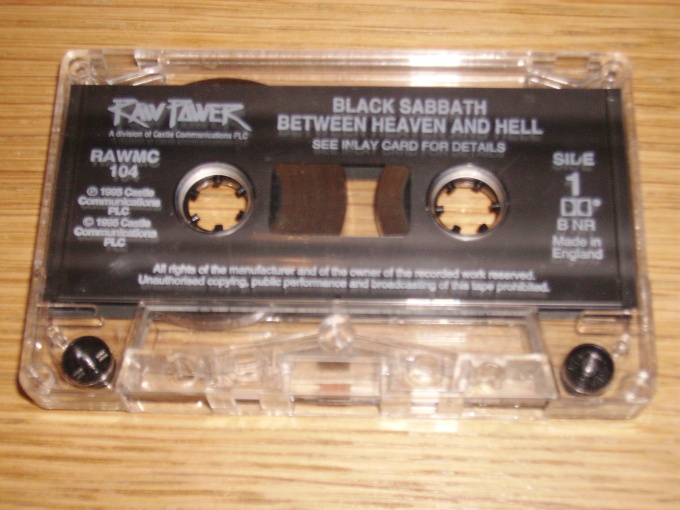 RAW POWER
A division of Castle Communications PLC
RAWMC
104
℗ 1995 Castle
Communications
PLC
© 1995 Castle
Communications
PLC
BLACK SABBATH
BETWEEN HEAVEN AND HELL
SEE INLAY CARD FOR DETAILS
SIDE
1
B NR
Made in
England
All rights of the manufacturer and of the owner of the recorded work reserved.
Unauthorised copying, public performance and broadcasting of this tape prohibited.